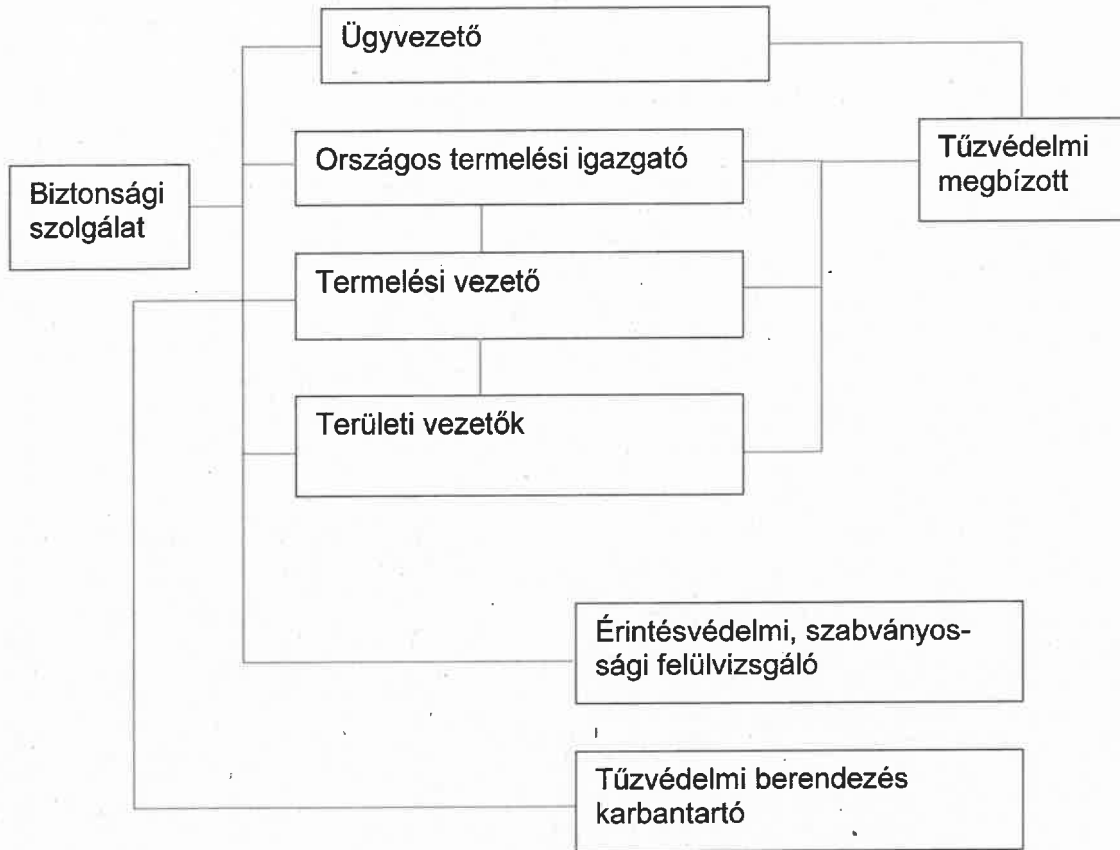 Ügyvezető
Országos termelési igazgató
Tűzvédelmi
megbízott
Biztonsági
szolgálat
Termelési vezető
Területi vezetők
Érintésvédelmi, szabványos-
sági felülvizsgáló
Tűzvédelmi berendezés
karbantartó